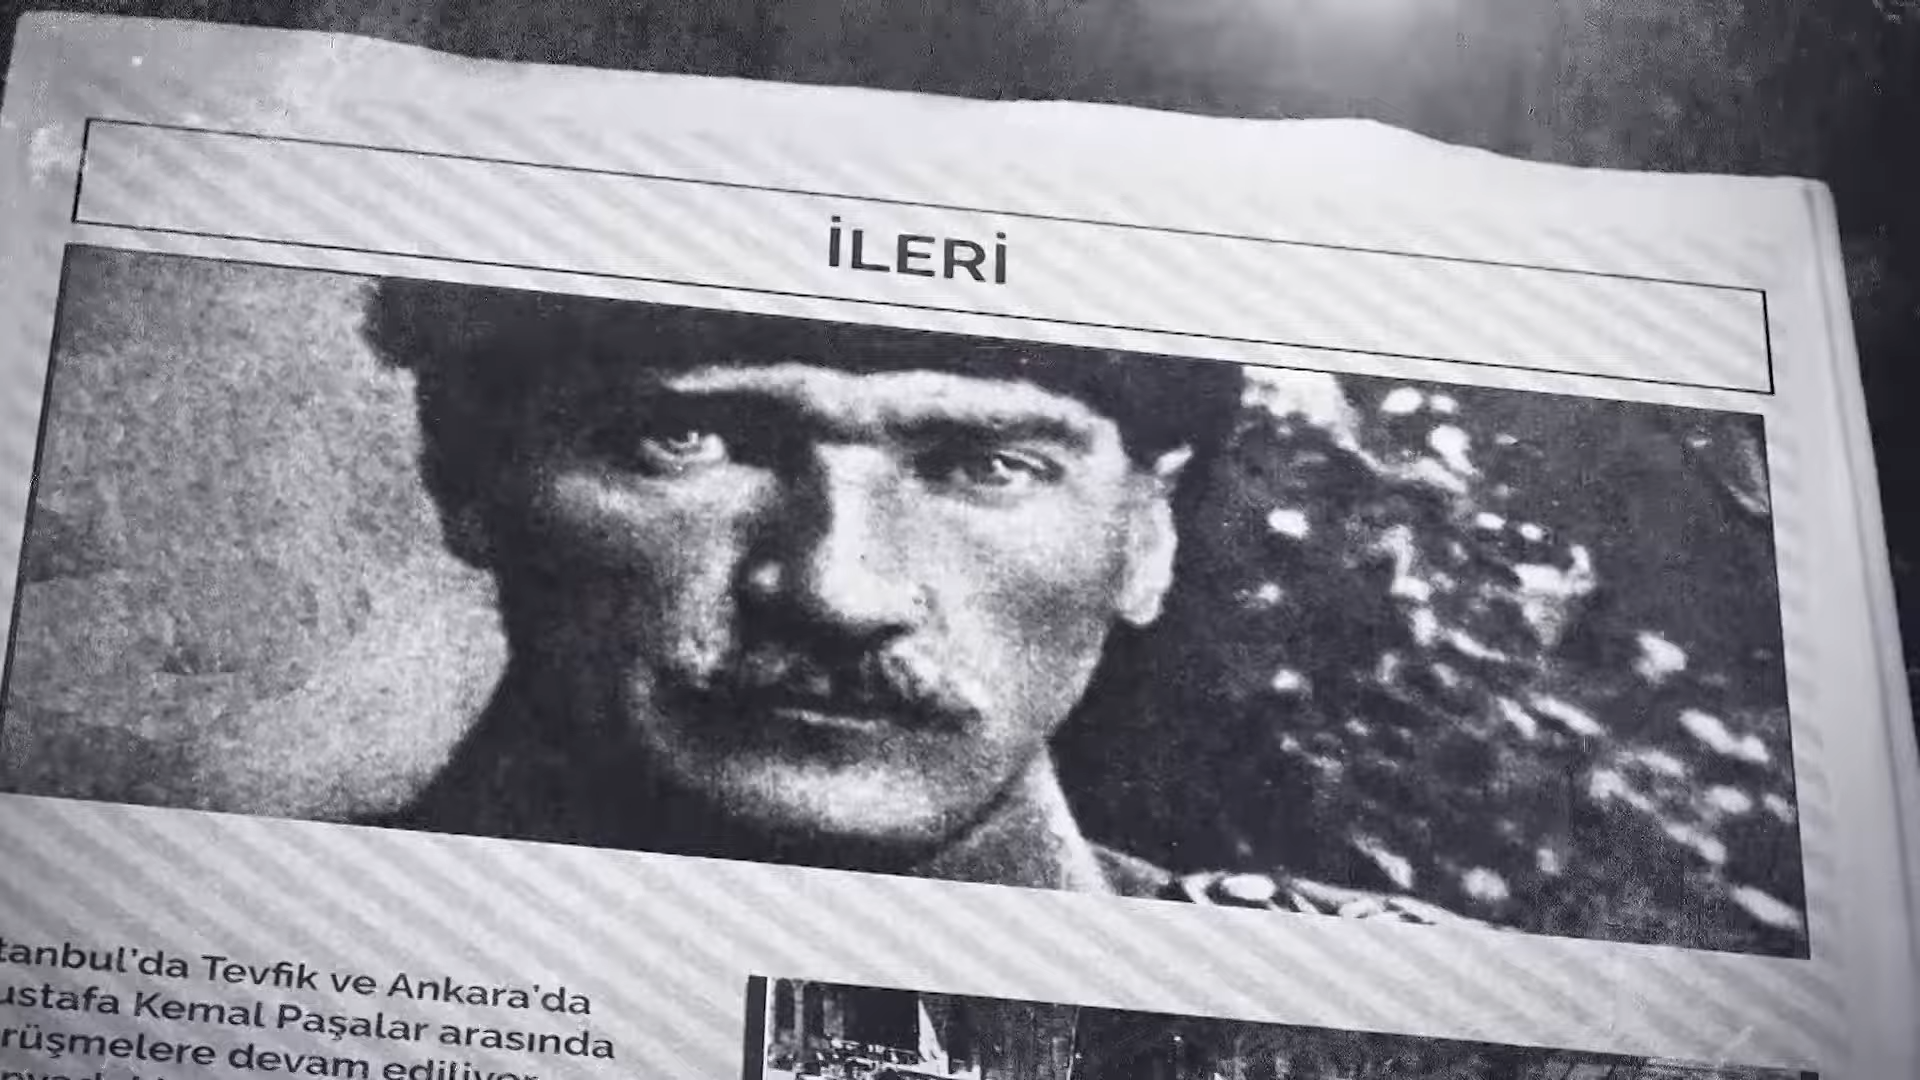 İLERİ
tanbul'da Tevfik ve Ankara'da
ustafa Kemal Paşalar arasında
rüşmelere devam ediliyor